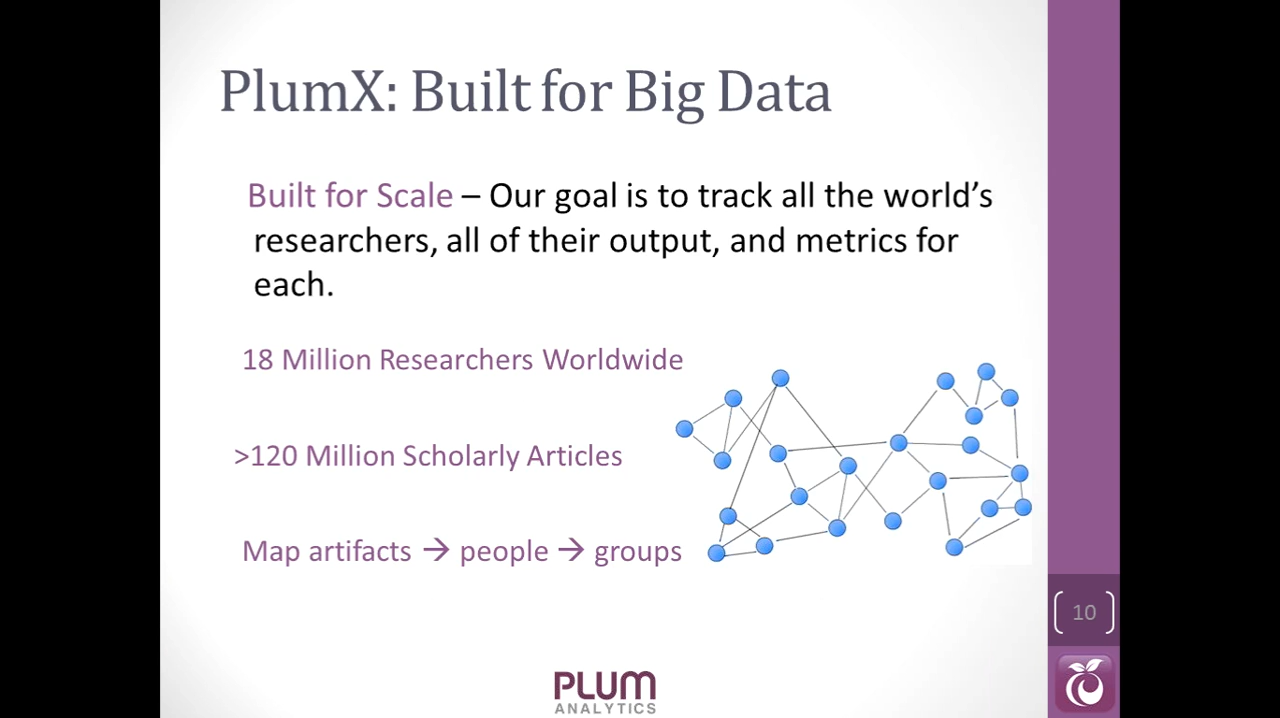 PlumX: Built for Big Data
Built for Scale – Our goal is to track all the world's
researchers, all of their output, and metrics for
each.
18 Million Researchers Worldwide
>120 Million Scholarly Articles
Map artifacts → people → groups
10
PLUM
ANALYTICS